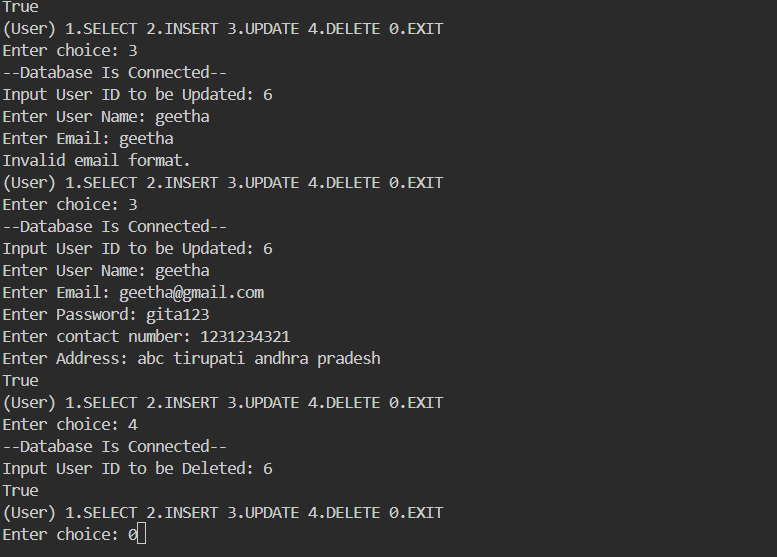 True
(User) 1.SELECT 2.INSERT 3.UPDATE 4.DELETE 0.EXIT
Enter choice: 3
--Database Is Connected--
Input User ID to be Updated: 6
Enter User Name: geetha
Enter Email: geetha
Invalid email format.
(User) 1.SELECT 2.INSERT 3.UPDATE 4.DELETE 0.EXIT
Enter choice: 3
--Database Is Connected--
Input User ID to be Updated: 6
Enter User Name: geetha
Enter Email: geetha@gmail.com
Enter Password: gita123
Enter contact number: 1231234321
Enter Address: abc tirupati andhra pradesh
True
(User) 1.SELECT 2.INSERT 3.UPDATE 4.DELETE 0.EXIT
Enter choice: 4
--Database Is Connected--
Input User ID to be Deleted: 6
True
(User) 1.SELECT 2.INSERT 3.UPDATE 4.DELETE 0.EXIT
Enter choice: 0